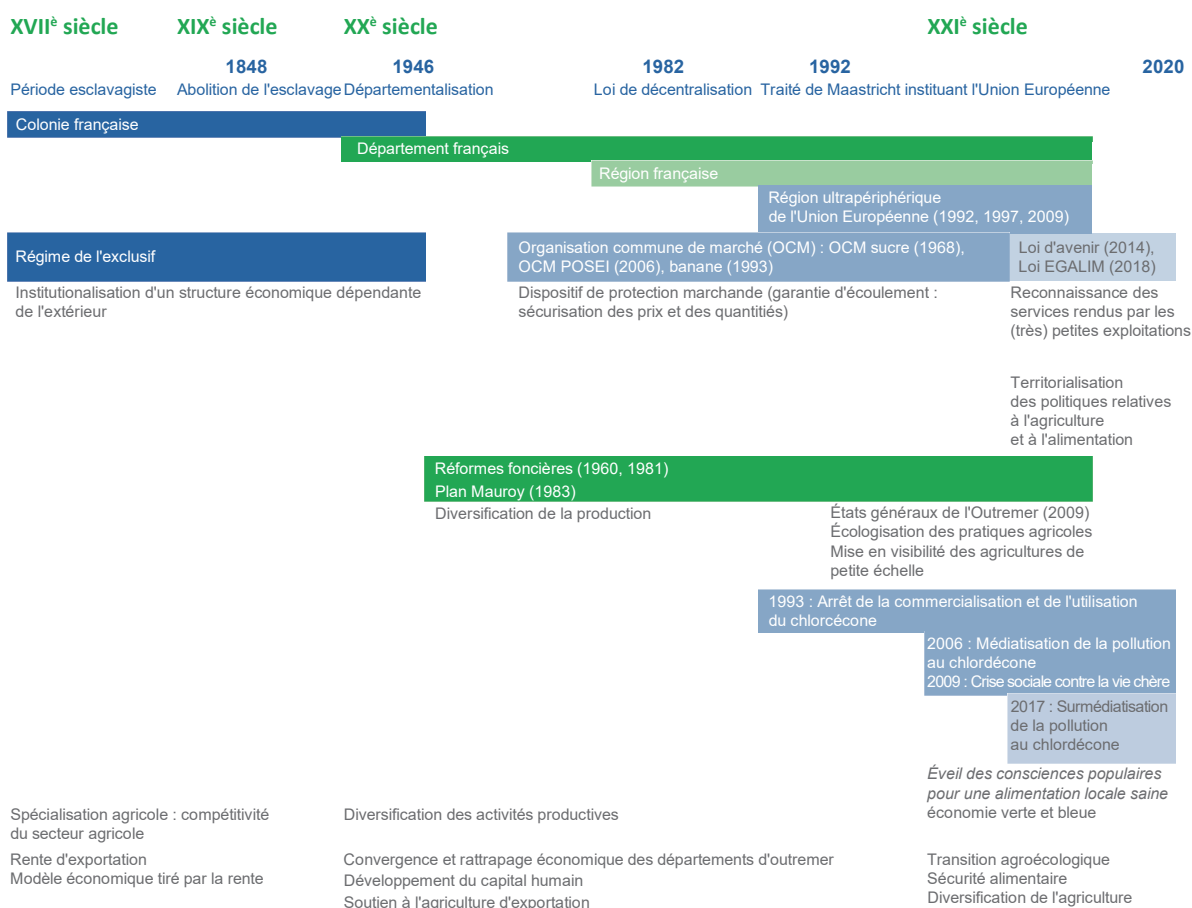 XVIIè siècle
XIXè siècle
XXè siècle
XXIè siècle
1848
1946
1982
1992
2020
Période esclavagiste
Abolition de l'esclavage
Départementalisation
Loi de décentralisation
Traité de Maastricht instituant l'Union Européenne
Colonie française
Département français
Région française
Région ultrapériphérique
de l'Union Européenne (1992, 1997, 2009)
Régime de l'exclusif
Organisation commune de marché (OCM) : OCM sucre (1968),
OCM POSEI (2006), banane (1993)
Loi d'avenir (2014),
Loi EGALIM (2018)
Institutionalisation d'un structure économique dépendante
de l'extérieur
Dispositif de protection marchande (garantie d'écoulement :
sécurisation des prix et des quantitiés)
Reconnaissance des
services rendus par les
(très) petites exploitations
Territorialisation
des politiques relatives
à l'agriculture
et à l'alimentation
Réformes foncières (1960, 1981)
Plan Mauroy (1983)
Diversification de la production
États généraux de l'Outremer (2009)
Écologisation des pratiques agricoles
Mise en visibilité des agricultures de
petite échelle
1993 : Arrêt de la commercialisation et de l'utilisation
du chlorcécone
2006 : Médiatisation de la pollution
au chlordécone
2009 : Crise sociale contre la vie chère
2017 : Surmédiatisation
de la pollution
au chlordécone
Éveil des consciences populaires
pour une alimentation locale saine
économie verte et bleue
Spécialisation agricole : compétitivité
du secteur agricole
Diversification des activités productives
Rente d'exportation
Modèle économique tiré par la rente
Convergence et rattrapage économique des départements d'outremer
Développement du capital humain
Soutien à l'agriculture d'exportation
Transition agroécologique
Sécurité alimentaire
Diversification de l'agriculture